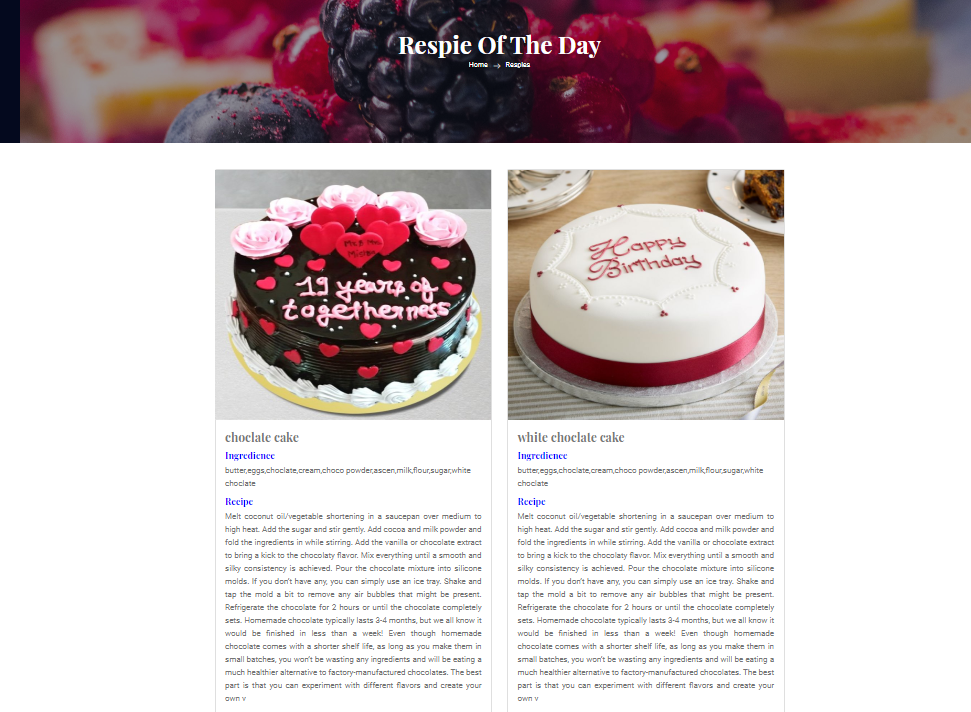 Respie Of The Day
Home → Respies
19 years of
togetherness
Happy
Birthday
choclate cake
Ingredience
butter,eggs,choclate,cream,choco powder,ascen,milk,flour,sugar,white
choclate
Recipe
Melt coconut oil/vegetable shortening in a saucepan over medium to
high heat. Add the sugar and stir gently. Add cocoa and milk powder and
fold the ingredients in while stirring. Add the vanilla or chocolate extract
to bring a kick to the chocolaty flavor. Mix everything until a smooth and
silky consistency is achieved. Pour the chocolate mixture into silicone
molds. If you don't have any, you can simply use an ice tray. Shake and
tap the mold a bit to remove any air bubbles that might be present.
Refrigerate the chocolate for 2 hours or until the chocolate completely
sets. Homemade chocolate typically lasts 3-4 months, but we all know it
would be finished in less than a week! Even though homemade
chocolate comes with a shorter shelf life, as long as you make them in
small batches, you won't be wasting any ingredients and will be eating a
much healthier alternative to factory-manufactured chocolates. The best
part is that you can experiment with different flavors and create your
own v
white choclate cake
Ingredience
butter,eggs,choclate,cream,choco powder,ascen,milk,flour,sugar,white
choclate
Recipe
Melt coconut oil/vegetable shortening in a saucepan over medium to
high heat. Add the sugar and stir gently. Add cocoa and milk powder and
fold the ingredients in while stirring. Add the vanilla or chocolate extract
to bring a kick to the chocolaty flavor. Mix everything until a smooth and
silky consistency is achieved. Pour the chocolate mixture into silicone
molds. If you don't have any, you can simply use an ice tray. Shake and
tap the mold a bit to remove any air bubbles that might be present.
Refrigerate the chocolate for 2 hours or until the chocolate completely
sets. Homemade chocolate typically lasts 3-4 months, but we all know it
would be finished in less than a week! Even though homemade
chocolate comes with a shorter shelf life, as long as you make them in
small batches, you won't be wasting any ingredients and will be eating a
much healthier alternative to factory-manufactured chocolates. The best
part is that you can experiment with different flavors and create your
own v